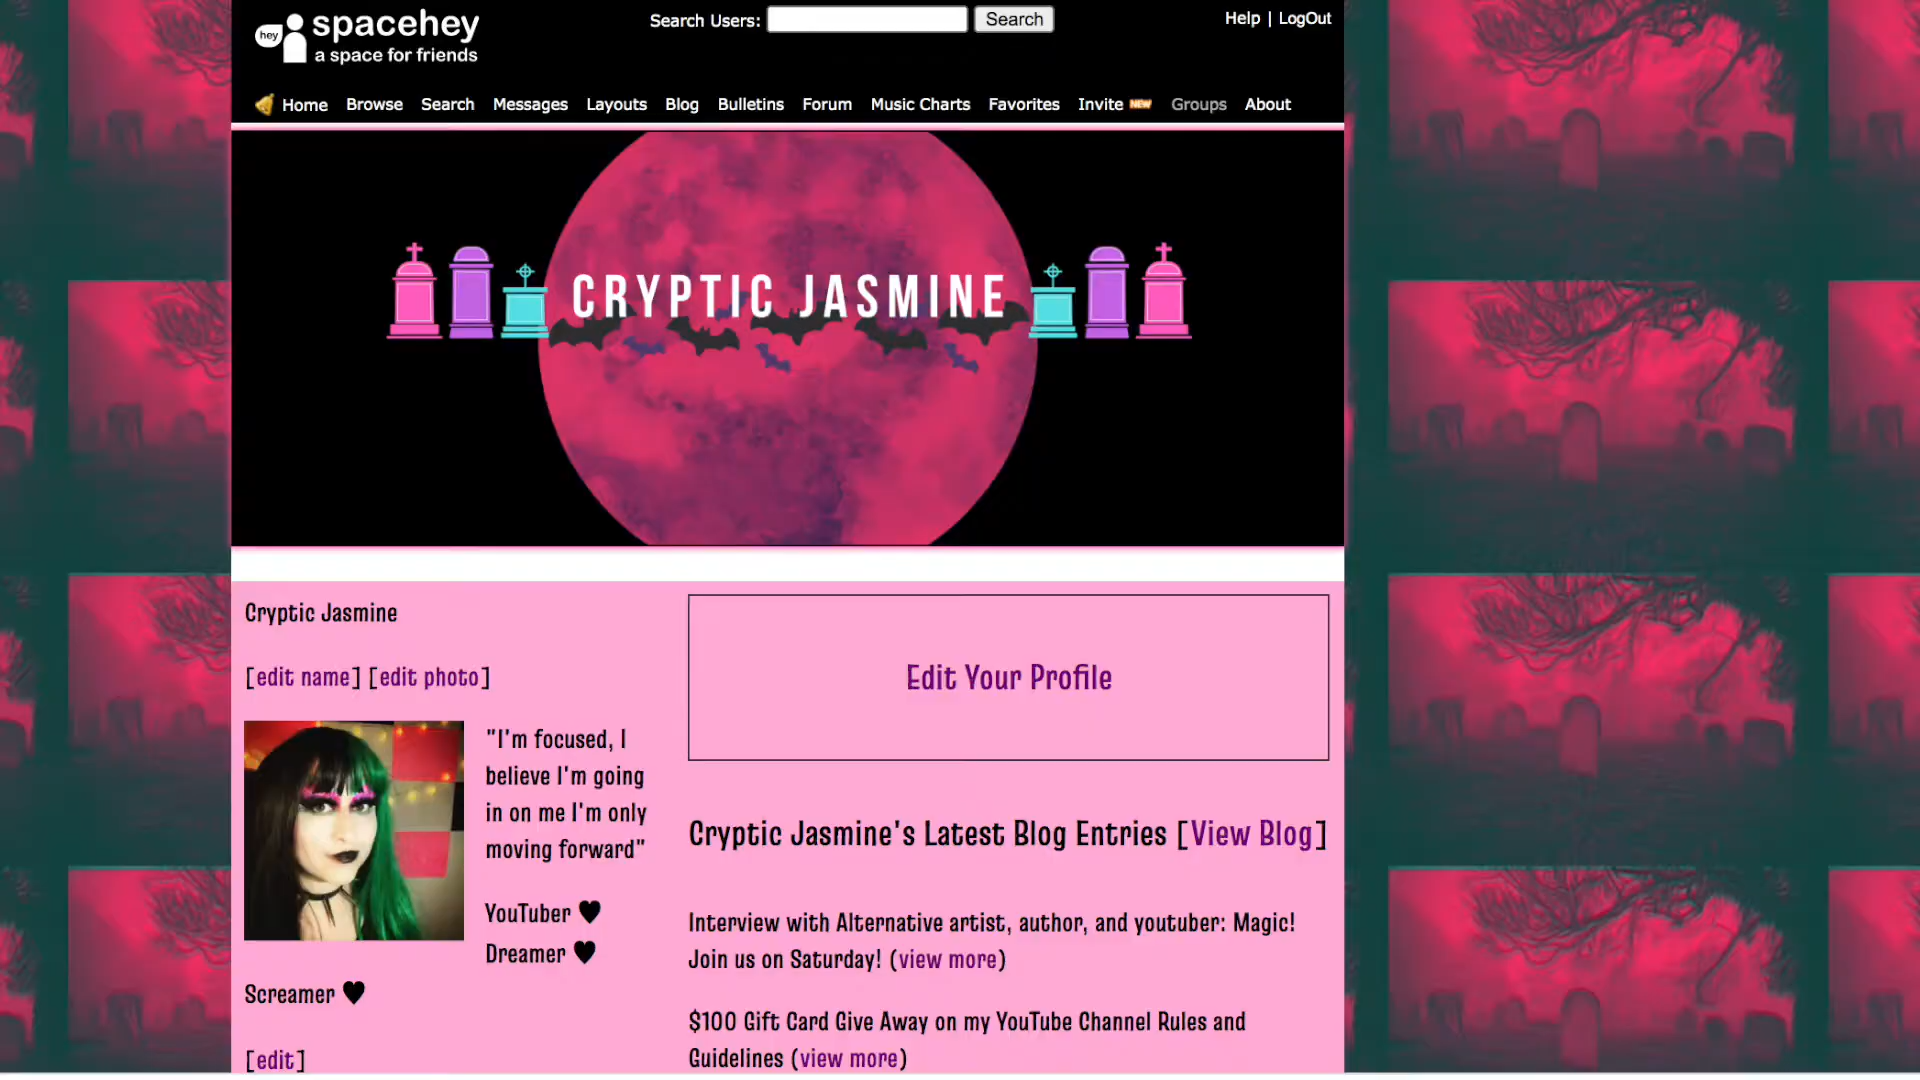 hey
spacehey
a space for friends
Search Users: Search
Help | LogOut
Home Browse Search Messages Layouts Blog Bulletins Forum Music Charts Favorites Invite NEW Groups About
CRYPTIC JASMINE
Cryptic Jasmine
[edit name] [edit photo]
"I'm focused, I
believe I'm going
in on me I'm only
moving forward"
YouTuber ♥
Dreamer ♥
Screamer ♥
[edit]
Edit Your Profile
Cryptic Jasmine's Latest Blog Entries [View Blog]
Interview with Alternative artist, author, and youtuber: Magic!
Join us on Saturday! (view more)
$100 Gift Card Give Away on my YouTube Channel Rules and
Guidelines (view more)